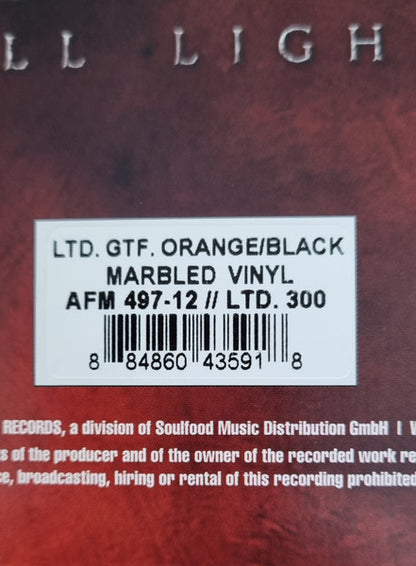 LL LIGH
LTD. GTF. ORANGE/BLACK
MARBLED VINYL
AFM 497-12 // LTD. 300
8 84860 43591 8
RECORDS, a division of Soulfood Music Distribution GmbH I
of the producer and of the owner of the recorded work
broadcasting, hiring or rental of this recording prohibited